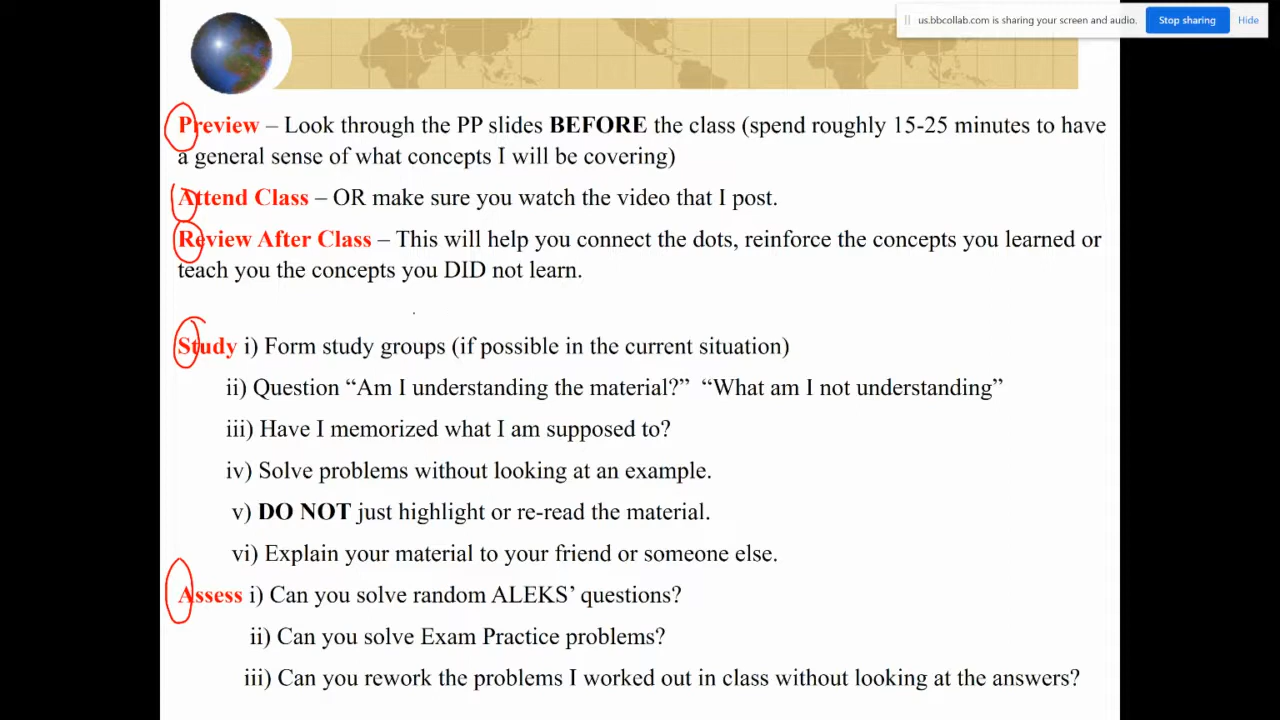 us.bbcollab.com is sharing your screen and audio. Stop sharing Hide
Preview – Look through the PP slides BEFORE the class (spend roughly 15-25 minutes to have
a general sense of what concepts I will be covering)
Attend Class – OR make sure you watch the video that I post.
Review After Class – This will help you connect the dots, reinforce the concepts you learned or
teach you the concepts you DID not learn.
Study i) Form study groups (if possible in the current situation)
ii) Question “Am I understanding the material?” “What am I not understanding”
iii) Have I memorized what I am supposed to?
iv) Solve problems without looking at an example.
v) DO NOT just highlight or re-read the material.
vi) Explain your material to your friend or someone else.
Assess i) Can you solve random ALEKS’ questions?
ii) Can you solve Exam Practice problems?
iii) Can you rework the problems I worked out in class without looking at the answers?